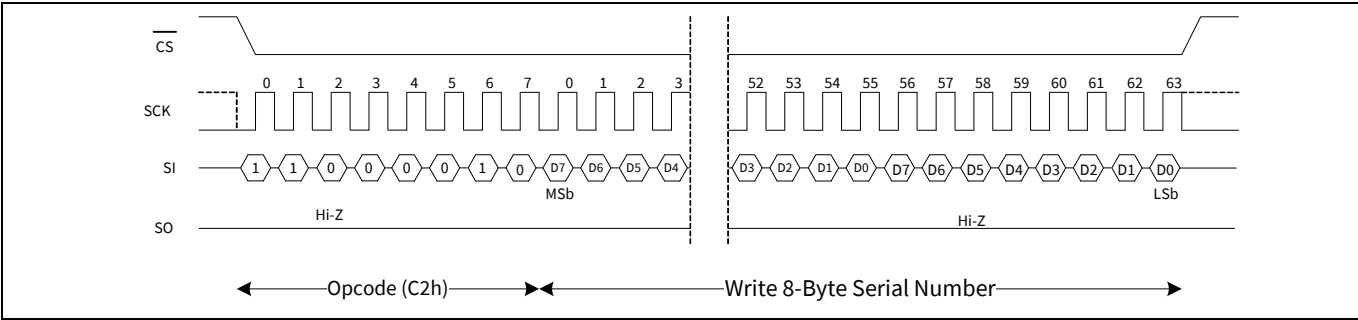 CS
0 1 2 3 4 5 6 7 0 1 2 3 52 53 54 55 56 57 58 59 60 61 62 63
SCK
SI 1 1 0 0 0 0 1 0 D7 D6 D5 D4 D3 D2 D1 D0 D7 D6 D5 D4 D3 D2 D1 D0
MSb LSb
Hi-Z Hi-Z
SO
Opcode (C2h) Write 8-Byte Serial Number